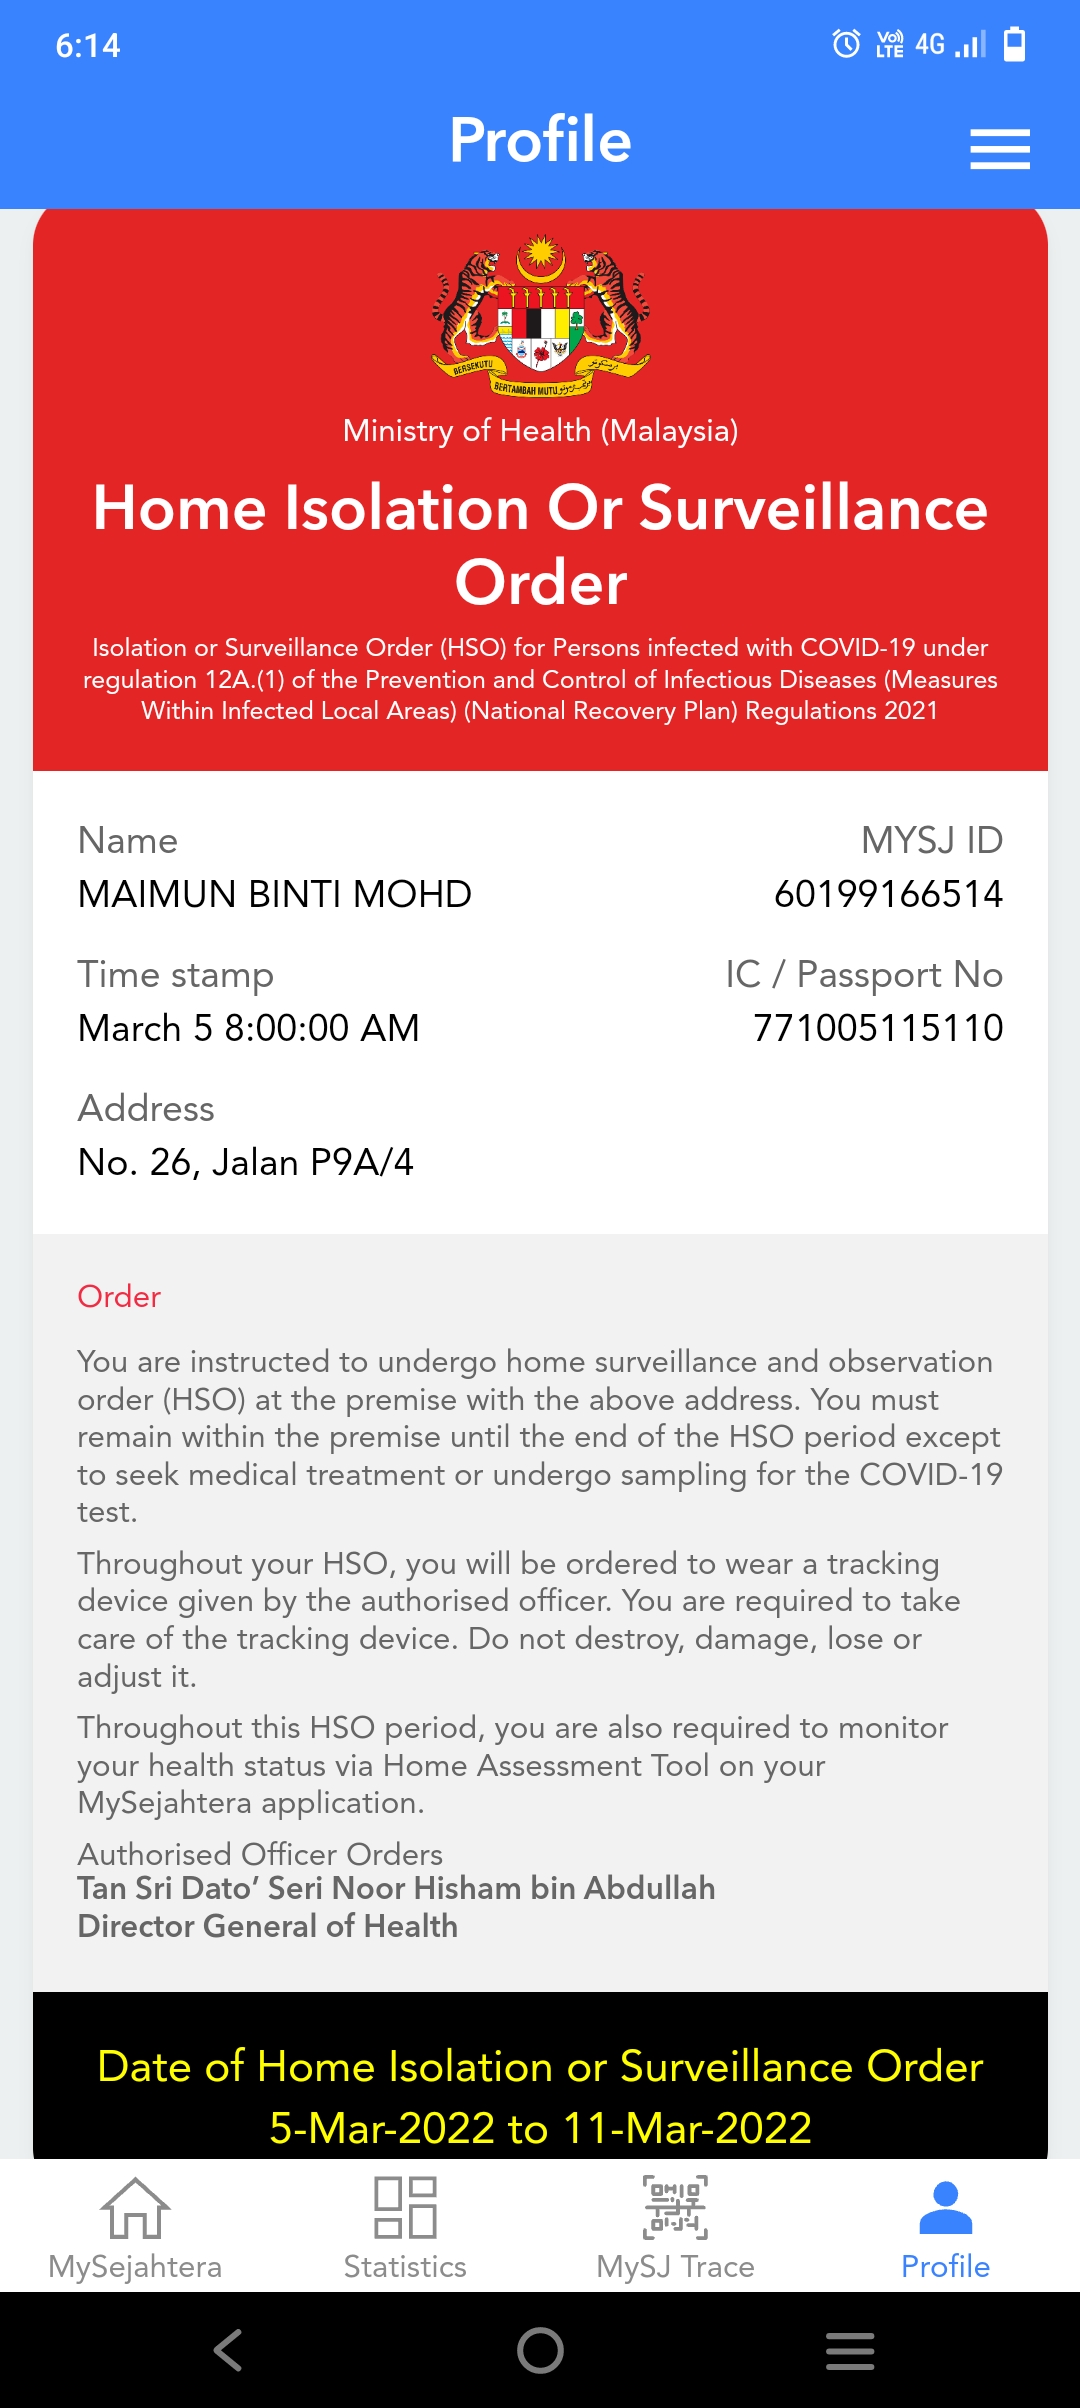 6:14
Vo)) LTE 4G
Profile
BERSEKUTU
BERTAMBAH MUTU
Ministry of Health (Malaysia)
Home Isolation Or Surveillance
Order
Isolation or Surveillance Order (HSO) for Persons infected with COVID-19 under
regulation 12A.(1) of the Prevention and Control of Infectious Diseases (Measures
Within Infected Local Areas) (National Recovery Plan) Regulations 2021
Name
MYSJ ID
MAIMUN BINTI MOHD
60199166514
Time stamp
IC / Passport No
March 5 8:00:00 AM
771005115110
Address
No. 26, Jalan P9A/4
Order
You are instructed to undergo home surveillance and observation
order (HSO) at the premise with the above address. You must
remain within the premise until the end of the HSO period except
to seek medical treatment or undergo sampling for the COVID-19
test.
Throughout your HSO, you will be ordered to wear a tracking
device given by the authorised officer. You are required to take
care of the tracking device. Do not destroy, damage, lose or
adjust it.
Throughout this HSO period, you are also required to monitor
your health status via Home Assessment Tool on your
MySejahtera application.
Authorised Officer Orders
Tan Sri Dato’ Seri Noor Hisham bin Abdullah
Director General of Health
Date of Home Isolation or Surveillance Order
5-Mar-2022 to 11-Mar-2022
MySejahtera
Statistics
MySJ Trace
Profile